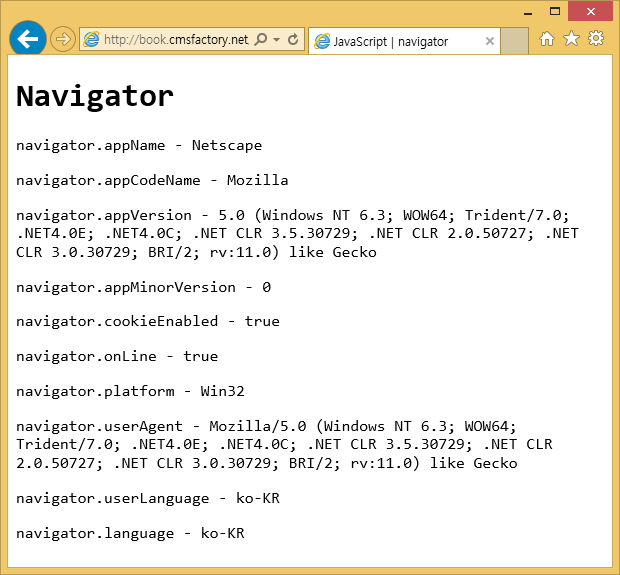 http://book.cmsfactory.net
JavaScript | navigator
Navigator
navigator.appName - Netscape
navigator.appCodeName - Mozilla
navigator.appVersion - 5.0 (Windows NT 6.3; WOW64; Trident/7.0;
.NET4.0E; .NET4.0C; .NET CLR 3.5.30729; .NET CLR 2.0.50727; .NET
CLR 3.0.30729; BRI/2; rv:11.0) like Gecko
navigator.appMinorVersion - 0
navigator.cookieEnabled - true
navigator.onLine - true
navigator.platform - Win32
navigator.userAgent - Mozilla/5.0 (Windows NT 6.3; WOW64;
Trident/7.0; .NET4.0E; .NET4.0C; .NET CLR 3.5.30729; .NET CLR
2.0.50727; .NET CLR 3.0.30729; BRI/2; rv:11.0) like Gecko
navigator.userLanguage - ko-KR
navigator.language - ko-KR